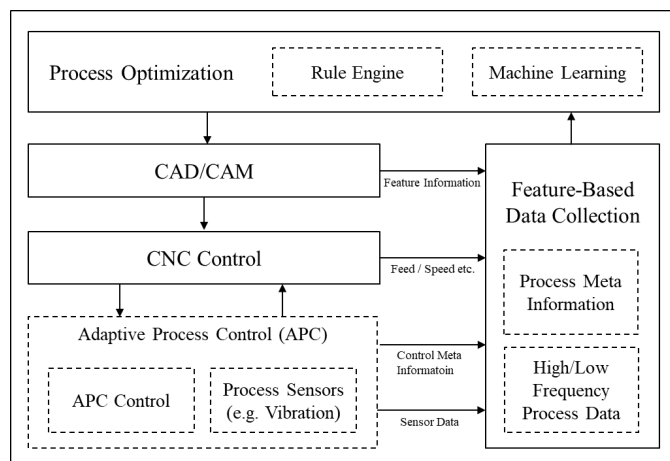 Process Optimization
Rule Engine
Machine Learning
CAD/CAM
Feature Information
Feature-Based
Data Collection
CNC Control
Feed / Speed etc.
Process Meta
Information
Adaptive Process Control (APC)
Control Meta
Informatoin
APC Control
Process Sensors
(e.g. Vibration)
High/Low
Frequency
Process Data
Sensor Data